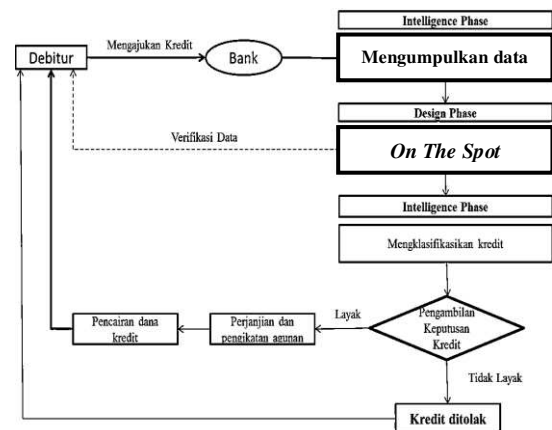 Intelligence Phase
Mengajukan Kredit
Debitur
Bank
Mengumpulkan data
Design Phase
Verifikasi Data
On The Spot
Intelligence Phase
Mengklasifikasikan kredit
Pengambilan
Keputusan
Kredit
Layak
Perjanjian dan
pengikatan agunan
Pencairan dana
kredit
Tidak Layak
Kredit ditolak